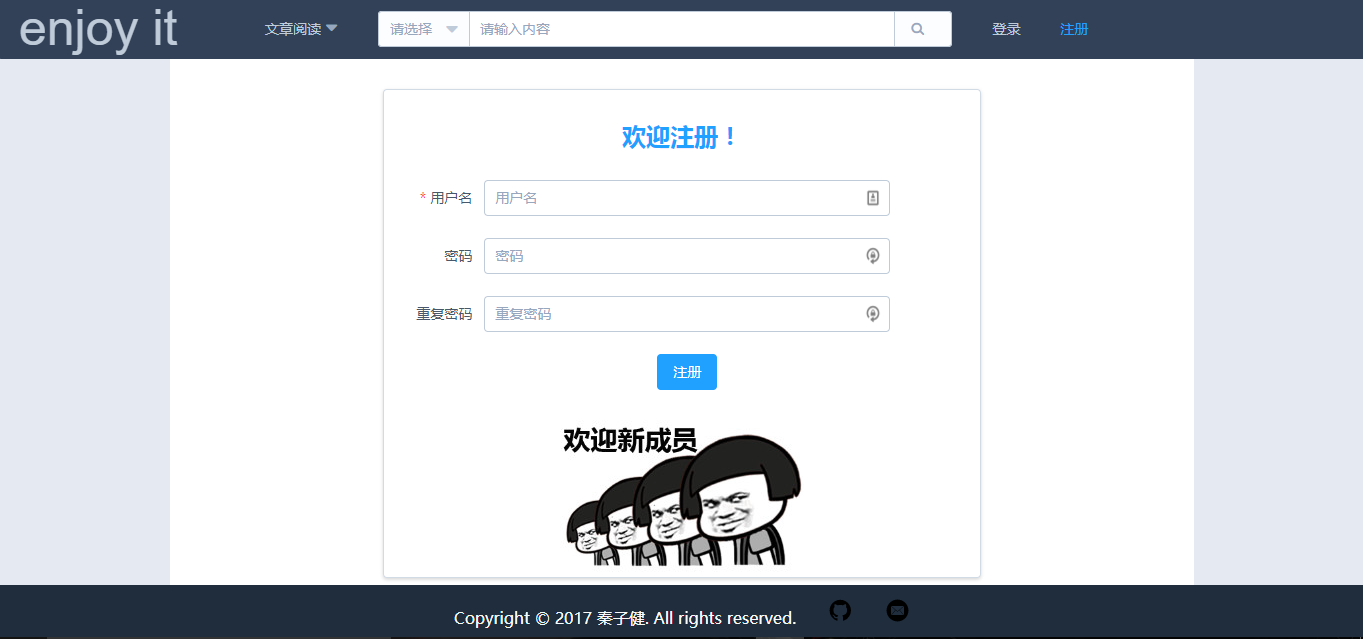 enjoy it 文章阅读 请选择 请输入内容 登录 注册
欢迎注册！
* 用户名 用户名
密码 密码
重复密码 重复密码
注册
欢迎新成员
Copyright © 2017 秦子健. All rights reserved.